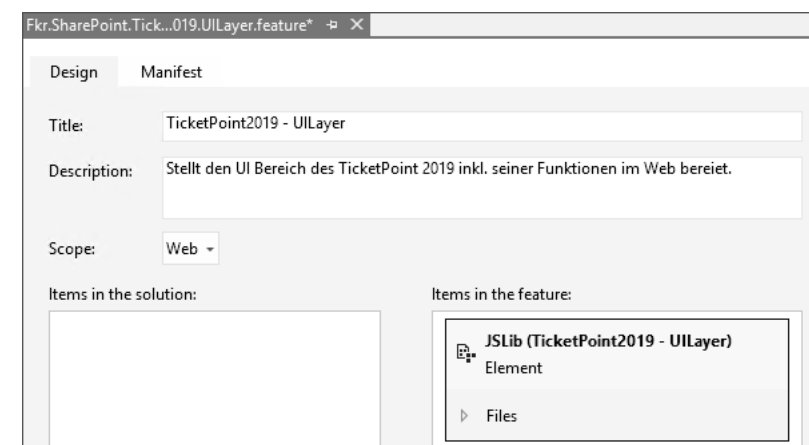 Fkr.SharePoint.Tick...019.UILayer.feature*
Design Manifest
Title: TicketPoint2019 - UILayer
Description: Stellt den UI Bereich des TicketPoint 2019 inkl. seiner Funktionen im Web bereiet.
Scope: Web
Items in the solution: Items in the feature:
JSLib (TicketPoint2019 - UILayer)
Element
Files